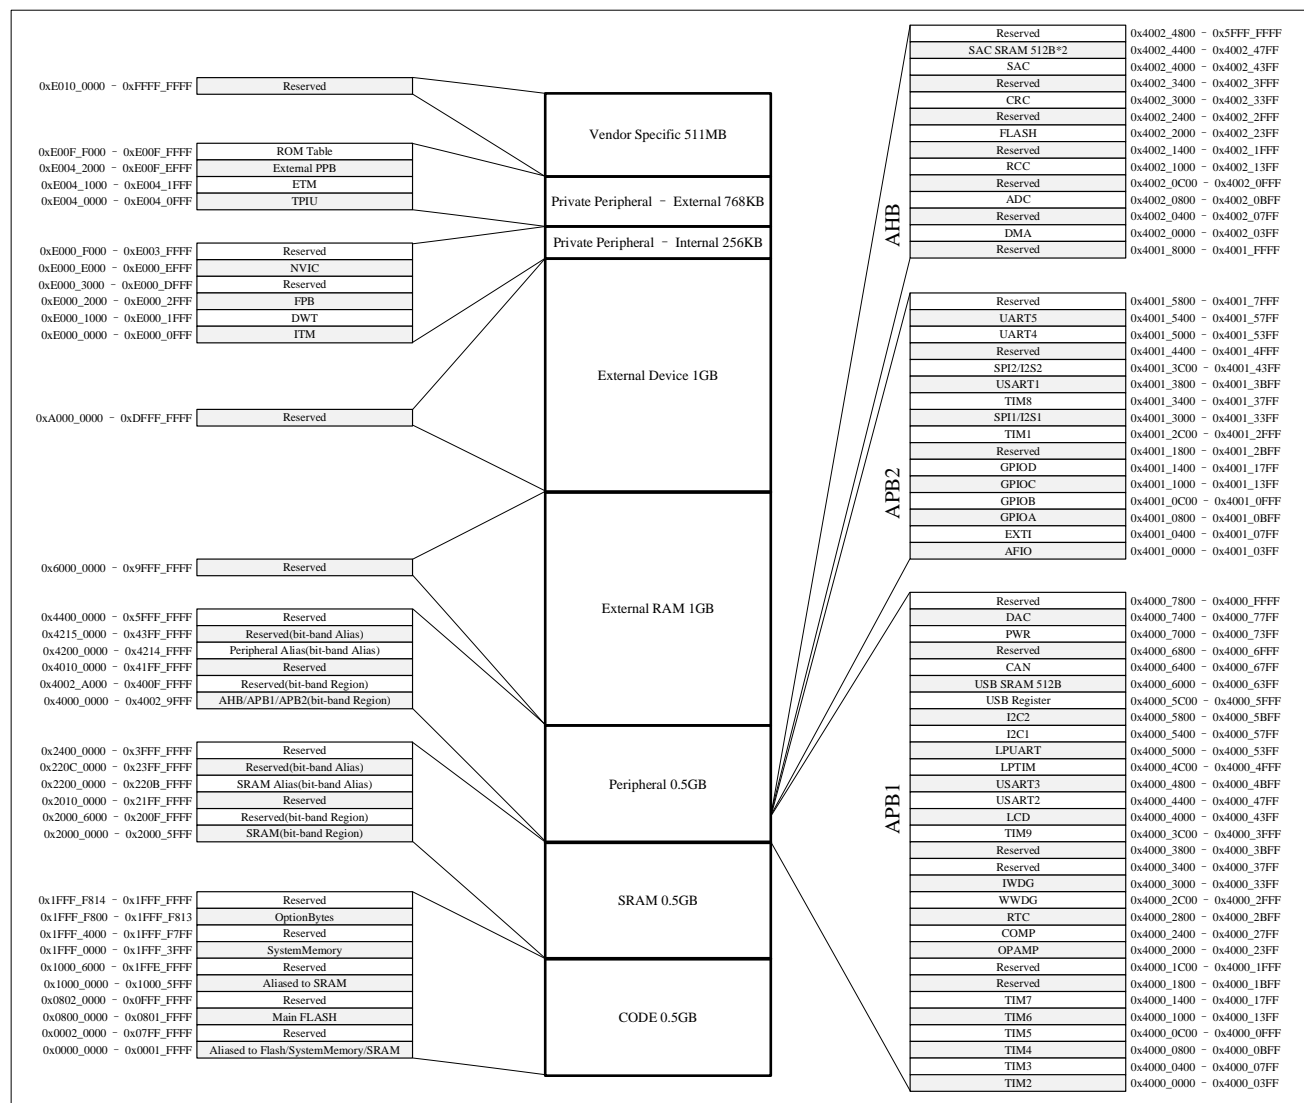 0xE010_0000 - 0xFFFF_FFFF Reserved
0xE00F_F000 - 0xE00F_FFFF ROM Table
0xE004_2000 - 0xE00F_EFFF External PPB
0xE004_1000 - 0xE004_1FFF ETM
0xE004_0000 - 0xE004_0FFF TPIU
0xE000_F000 - 0xE003_FFFF Reserved
0xE000_E000 - 0xE000_EFFF NVIC
0xE000_3000 - 0xE000_DFFF Reserved
0xE000_2000 - 0xE000_2FFF FPB
0xE000_1000 - 0xE000_1FFF DWT
0xE000_0000 - 0xE000_0FFF ITM
0xA000_0000 - 0xDFFF_FFFF Reserved
0x6000_0000 - 0x9FFF_FFFF Reserved
0x4400_0000 - 0x5FFF_FFFF Reserved
0x4215_0000 - 0x43FF_FFFF Reserved(bit-band Alias)
0x4200_0000 - 0x4214_FFFF Peripheral Alias(bit-band Alias)
0x4010_0000 - 0x41FF_FFFF Reserved
0x4002_A000 - 0x400F_FFFF Reserved(bit-band Region)
0x4000_0000 - 0x4002_9FFF AHB/APB1/APB2(bit-band Region)
0x2400_0000 - 0x3FFF_FFFF Reserved
0x220C_0000 - 0x23FF_FFFF Reserved(bit-band Alias)
0x2200_0000 - 0x220B_FFFF SRAM Alias(bit-band Alias)
0x2010_0000 - 0x21FF_FFFF Reserved
0x2000_6000 - 0x200F_FFFF Reserved(bit-band Region)
0x2000_0000 - 0x2000_5FFF SRAM(bit-band Region)
0x1FFF_F814 - 0x1FFF_FFFF Reserved
0x1FFF_F800 - 0x1FFF_F813 OptionBytes
0x1FFF_4000 - 0x1FFF_F7FF Reserved
0x1FFF_0000 - 0x1FFF_3FFF SystemMemory
0x1000_6000 - 0x1FFE_FFFF Reserved
0x1000_0000 - 0x1000_5FFF Aliased to SRAM
0x0802_0000 - 0x0FFF_FFFF Reserved
0x0800_0000 - 0x0801_FFFF Main FLASH
0x0002_0000 - 0x07FF_FFFF Reserved
0x0000_0000 - 0x0001_FFFF Aliased to Flash/SystemMemory/SRAM
Vendor Specific 511MB
Private Peripheral - External 768KB
Private Peripheral - Internal 256KB
External Device 1GB
External RAM 1GB
Peripheral 0.5GB
SRAM 0.5GB
CODE 0.5GB
AHB
Reserved 0x4002_4800 - 0x5FFF_FFFF
SAC SRAM 512B*2 0x4002_4400 - 0x4002_47FF
SAC 0x4002_4000 - 0x4002_43FF
Reserved 0x4002_3400 - 0x4002_3FFF
CRC 0x4002_3000 - 0x4002_33FF
Reserved 0x4002_2400 - 0x4002_2FFF
FLASH 0x4002_2000 - 0x4002_23FF
Reserved 0x4002_1400 - 0x4002_1FFF
RCC 0x4002_1000 - 0x4002_13FF
Reserved 0x4002_0C00 - 0x4002_0FFF
ADC 0x4002_0800 - 0x4002_0BFF
Reserved 0x4002_0400 - 0x4002_07FF
DMA 0x4002_0000 - 0x4002_03FF
Reserved 0x4001_8000 - 0x4001_FFFF
APB2
Reserved 0x4001_5800 - 0x4001_7FFF
UART5 0x4001_5400 - 0x4001_57FF
UART4 0x4001_5000 - 0x4001_53FF
Reserved 0x4001_4400 - 0x4001_4FFF
SPI2/I2S2 0x4001_3C00 - 0x4001_43FF
USART1 0x4001_3800 - 0x4001_3BFF
TIM8 0x4001_3400 - 0x4001_37FF
SPI1/I2S1 0x4001_3000 - 0x4001_33FF
TIM1 0x4001_2C00 - 0x4001_2FFF
Reserved 0x4001_1800 - 0x4001_2BFF
GPIOD 0x4001_1400 - 0x4001_17FF
GPIOC 0x4001_1000 - 0x4001_13FF
GPIOB 0x4001_0C00 - 0x4001_0FFF
GPIOA 0x4001_0800 - 0x4001_0BFF
EXTI 0x4001_0400 - 0x4001_07FF
AFIO 0x4001_0000 - 0x4001_03FF
APB1
Reserved 0x4000_7800 - 0x4000_FFFF
DAC 0x4000_7400 - 0x4000_77FF
PWR 0x4000_7000 - 0x4000_73FF
Reserved 0x4000_6800 - 0x4000_6FFF
CAN 0x4000_6400 - 0x4000_67FF
USB SRAM 512B 0x4000_6000 - 0x4000_63FF
USB Register 0x4000_5C00 - 0x4000_5FFF
I2C2 0x4000_5800 - 0x4000_5BFF
I2C1 0x4000_5400 - 0x4000_57FF
LPUART 0x4000_5000 - 0x4000_53FF
LPTIM 0x4000_4C00 - 0x4000_4FFF
USART3 0x4000_4800 - 0x4000_4BFF
USART2 0x4000_4400 - 0x4000_47FF
LCD 0x4000_4000 - 0x4000_43FF
TIM9 0x4000_3C00 - 0x4000_3FFF
Reserved 0x4000_3800 - 0x4000_3BFF
Reserved 0x4000_3400 - 0x4000_37FF
IWDG 0x4000_3000 - 0x4000_33FF
WWDG 0x4000_2C00 - 0x4000_2FFF
RTC 0x4000_2800 - 0x4000_2BFF
COMP 0x4000_2400 - 0x4000_27FF
OPAMP 0x4000_2000 - 0x4000_23FF
Reserved 0x4000_1C00 - 0x4000_1FFF
Reserved 0x4000_1800 - 0x4000_1BFF
TIM7 0x4000_1400 - 0x4000_17FF
TIM6 0x4000_1000 - 0x4000_13FF
TIM5 0x4000_0C00 - 0x4000_0FFF
TIM4 0x4000_0800 - 0x4000_0BFF
TIM3 0x4000_0400 - 0x4000_07FF
TIM2 0x4000_0000 - 0x4000_03FF